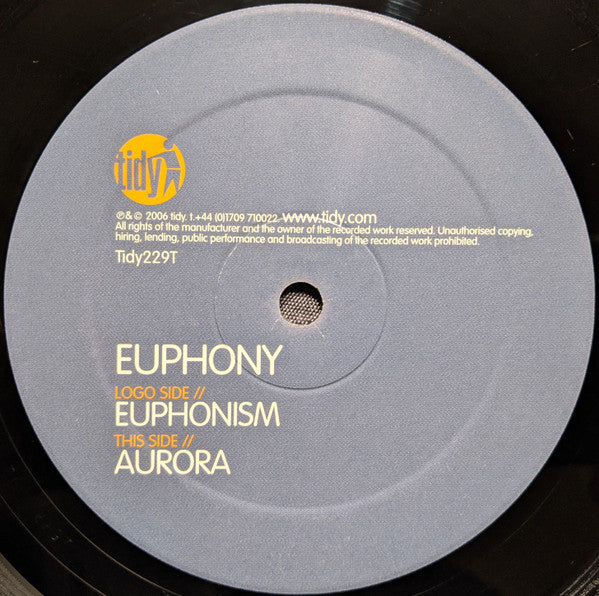 tidy
℗& © 2006 tidy. t.+44 (0)1709 710022 www.tidy.com
All rights of the manufacturer and the owner of the recorded work reserved. Unauthorised copying,
hiring, lending, public performance and broadcasting of the recorded work prohibited.
Tidy229T
EUPHONY
LOGO SIDE //
EUPHONISM
THIS SIDE //
AURORA